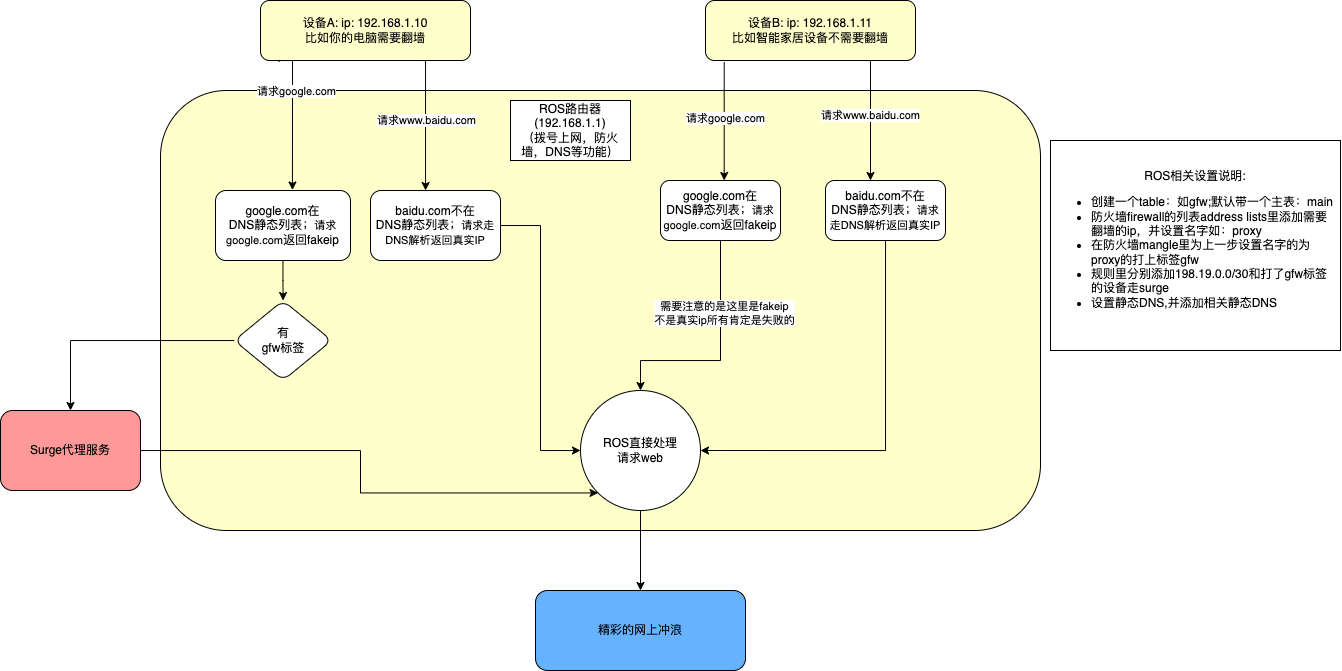 设备A: ip: 192.168.1.10
比如你的电脑需要翻墙
设备B: ip: 192.168.1.11
比如智能家居设备不需要翻墙
请求google.com
请求www.baidu.com
ROS路由器
(192.168.1.1)
（拨号上网，防火
墙，DNS等功能）
请求google.com
请求www.baidu.com
google.com在
DNS静态列表；请求
google.com返回fakeip
baidu.com不在
DNS静态列表；请求走
DNS解析返回真实IP
google.com在
DNS静态列表；请求
google.com返回fakeip
baidu.com不在
DNS静态列表；请求
走DNS解析返回真实IP
ROS相关设置说明:
创建一个table：如gfw;默认带一个主表：main
防火墙firewall的列表address lists里添加需要
翻墙的ip，并设置名字如：proxy
在防火墙mangle里为上一步设置名字的为
proxy的打上标签gfw
规则里分别添加198.19.0.0/30和打了gfw标签
的设备走surge
设置静态DNS,并添加相关静态DNS
需要注意的是这里是fakeip
不是真实ip所有肯定是失败的
有
gfw标签
Surge代理服务
ROS直接处理
请求web
精彩的网上冲浪